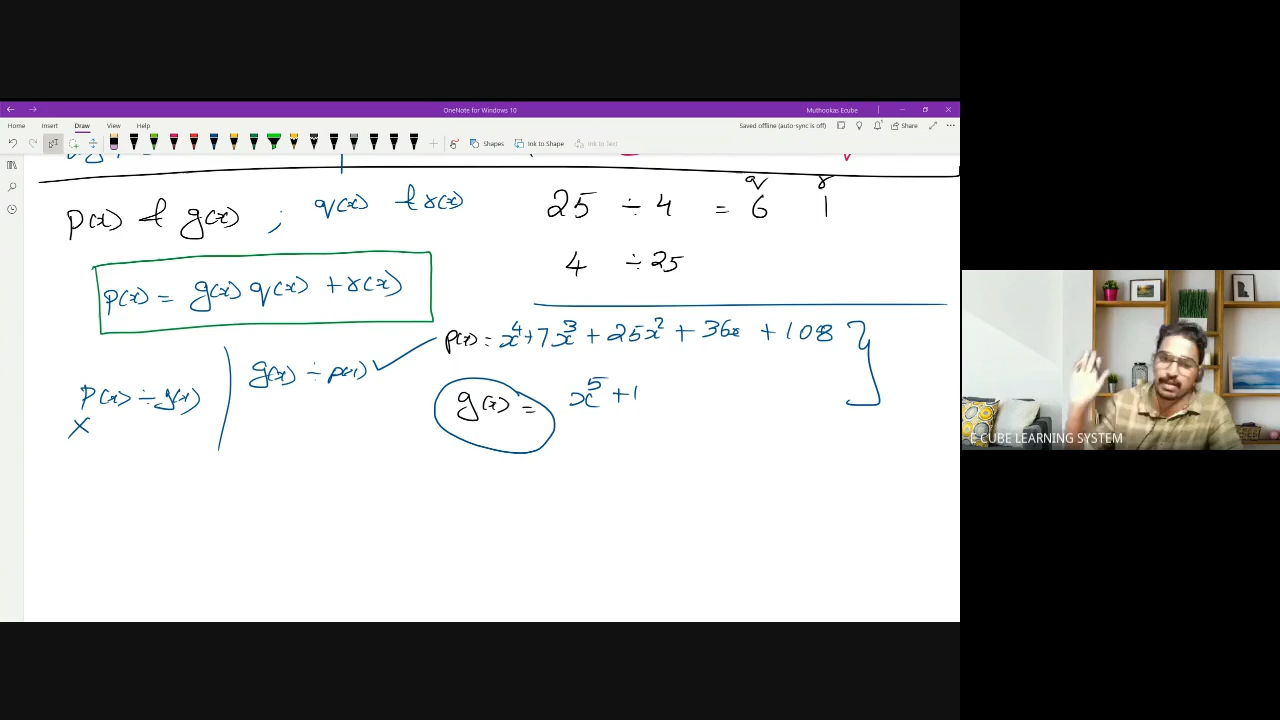 OneNote for Windows 10
Muthookas Ecube
Home Insert Draw View Help
Saved offline (auto-sync is off)
Share
Shapes
Ink to Shape
Ink to Text
p(x) & g(x) ; q(x) & r(x)
q r
25 ÷ 4 = 6 1
4 ÷ 25
p(x) = g(x) q(x) + r(x)
p(x) = x⁴ + 7x³ + 25x² + 36x + 108
g(x) = x⁵ + 1
p(x) ÷ g(x)
×
g(x) ÷ p(x) ✓
E CUBE LEARNING SYSTEM